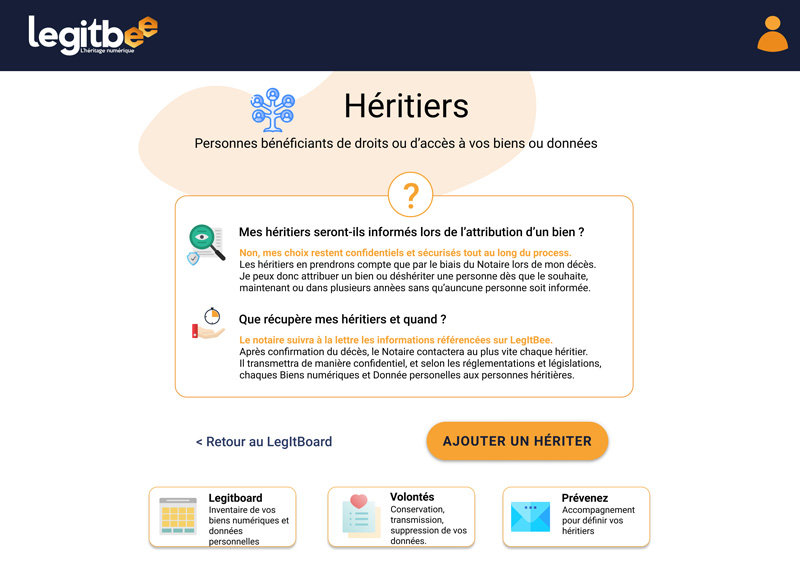 legitbee
L'héritage numérique
Héritiers
Personnes bénéficiants de droits ou d'accès à vos biens ou données
?
Mes héritiers seront-ils informés lors de l'attribution d'un bien ?
Non, mes choix restent confidentiels et sécurisés tout au long du process.
Les héritiers en prendrons compte que par le biais du Notaire lors de mon décès.
Je peux donc attribuer un bien ou déshériter une personne dès que le souhaite,
maintenant ou dans plusieurs années sans qu'auncune personne soit informée.
Que récupère mes héritiers et quand ?
Le notaire suivra à la lettre les informations référencées sur LegItBee.
Après confirmation du décès, le Notaire contactera au plus vite chaque héritier.
Il transmettra de manière confidentiel, et selon les réglementations et législations,
chaques Biens numériques et Donnée personelles aux personnes héritières.
< Retour au LegItBoard
AJOUTER UN HÉRITER
Legitboard
Inventaire de vos
biens numériques et
données
personnelles
Volontés
Conservation,
transmission,
suppression de vos
données.
Prévenez
Accompagnement
pour définir vos
héritiers